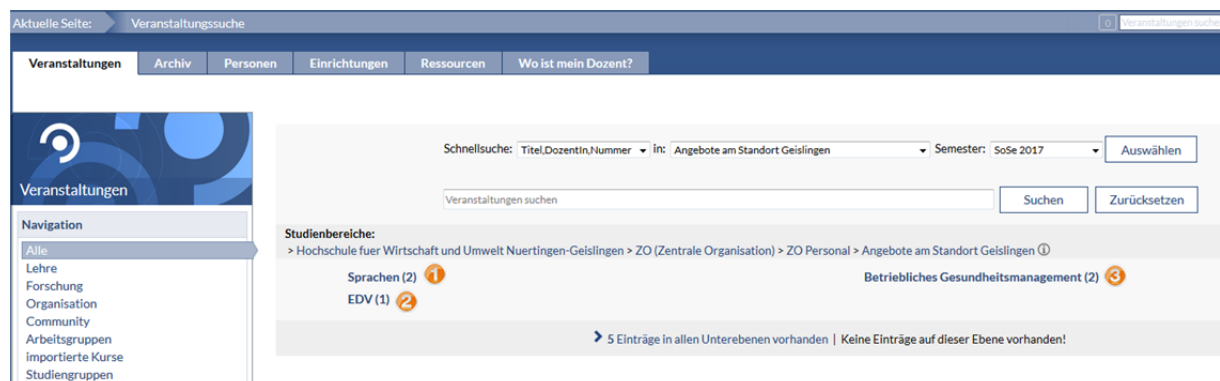 Aktuelle Seite: Veranstaltungssuche 0 Veranstaltungen suche
Veranstaltungen Archiv Personen Einrichtungen Ressourcen Wo ist mein Dozent?
Schnellsuche: Titel,DozentIn,Nummer in: Angebote am Standort Geislingen Semester: SoSe 2017 Auswählen
Veranstaltungen
Veranstaltungen suchen Suchen Zurücksetzen
Navigation
Alle
Lehre
Forschung
Organisation
Community
Arbeitsgruppen
importierte Kurse
Studiengruppen
Studienbereiche:
> Hochschule fuer Wirtschaft und Umwelt Nuertingen-Geislingen > ZO (Zentrale Organisation) > ZO Personal > Angebote am Standort Geislingen
Sprachen (2) 1 Betriebliches Gesundheitsmanagement (2) 3
EDV (1) 2
5 Einträge in allen Unterebenen vorhanden | Keine Einträge auf dieser Ebene vorhanden!